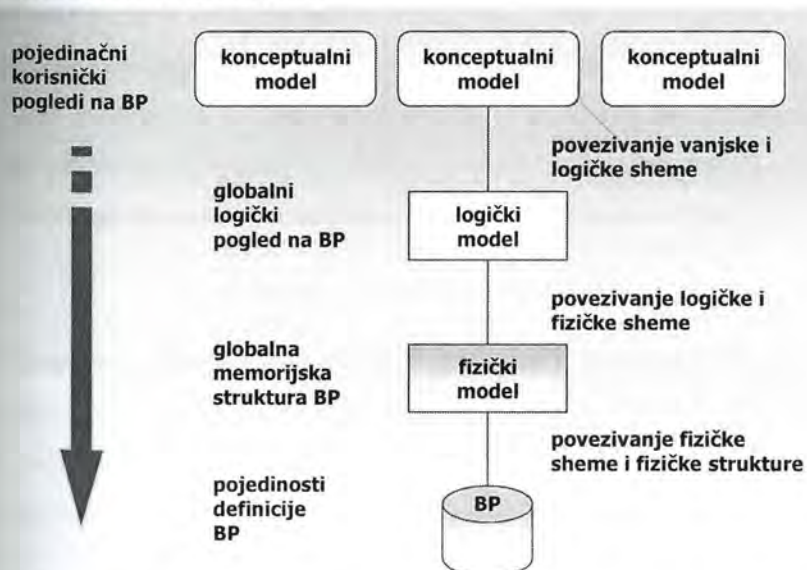 pojedinačni
korisnički
pogledi na BP
konceptualni
model
konceptualni
model
konceptualni
model
povezivanje vanjske i
logičke sheme
globalni
logički
pogled na BP
logički
model
povezivanje logičke i
fizičke sheme
globalna
memorijska
struktura BP
fizički
model
povezivanje fizičke
sheme i fizičke strukture
pojedinosti
definicije
BP
BP